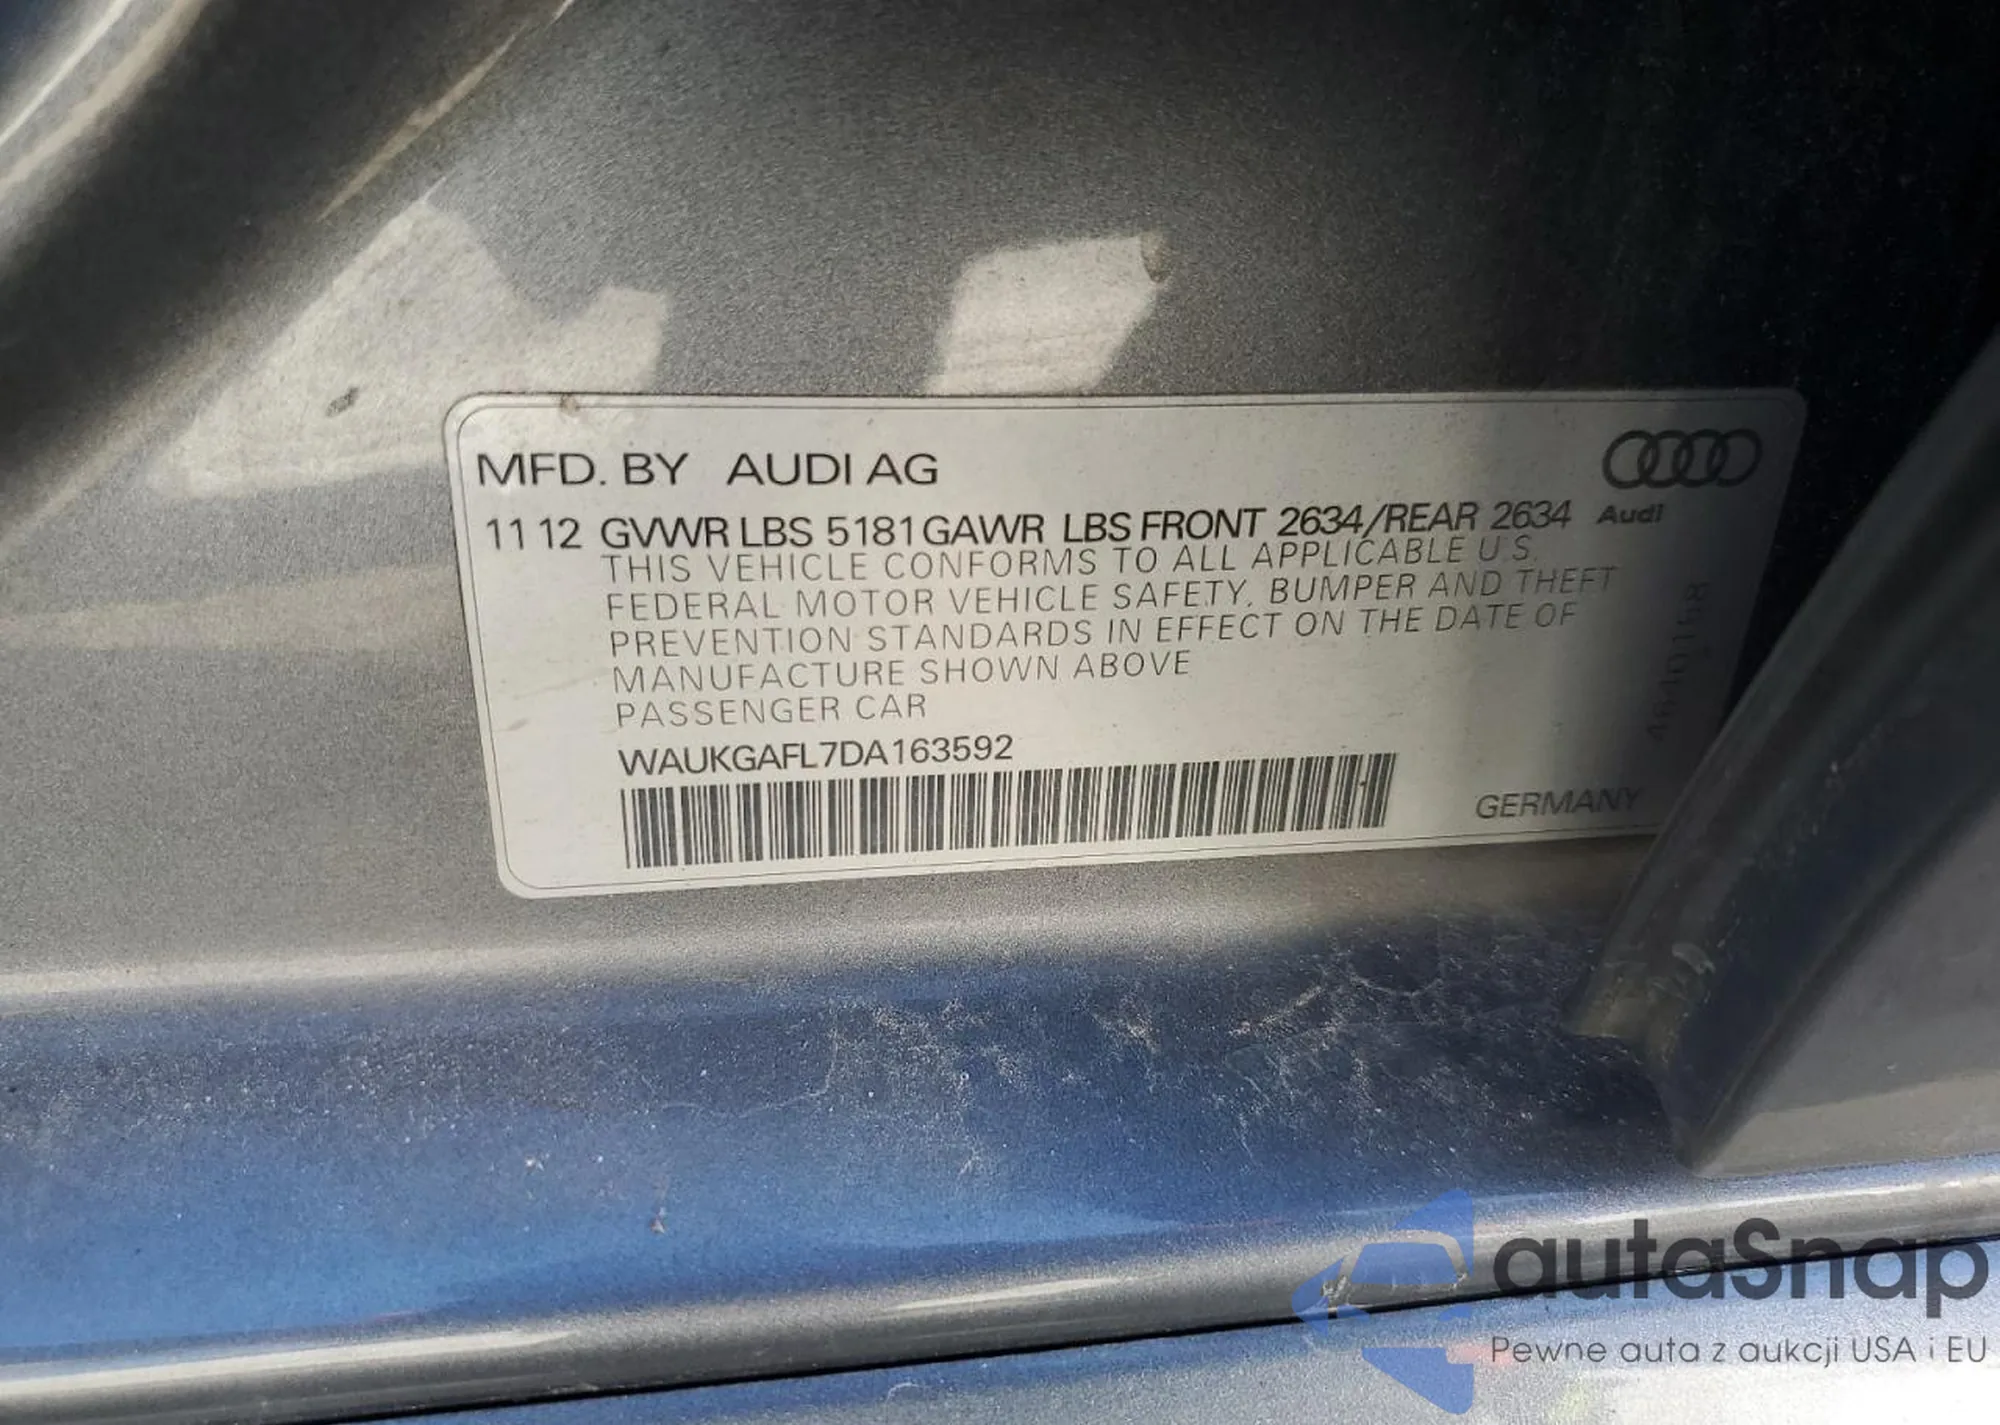 MFD. BY AUDI AG
11 12 GVWR LBS 5181 GAWR LBS FRONT 2634/REAR 2634
Audi
THIS VEHICLE CONFORMS TO ALL APPLICABLE U.S.
FEDERAL MOTOR VEHICLE SAFETY, BUMPER AND THEFT
PREVENTION STANDARDS IN EFFECT ON THE DATE OF
MANUFACTURE SHOWN ABOVE
PASSENGER CAR
WAUKGAFL7DA163592
GERMANY
autaSnap
Pewne auta z aukcji USA i EU